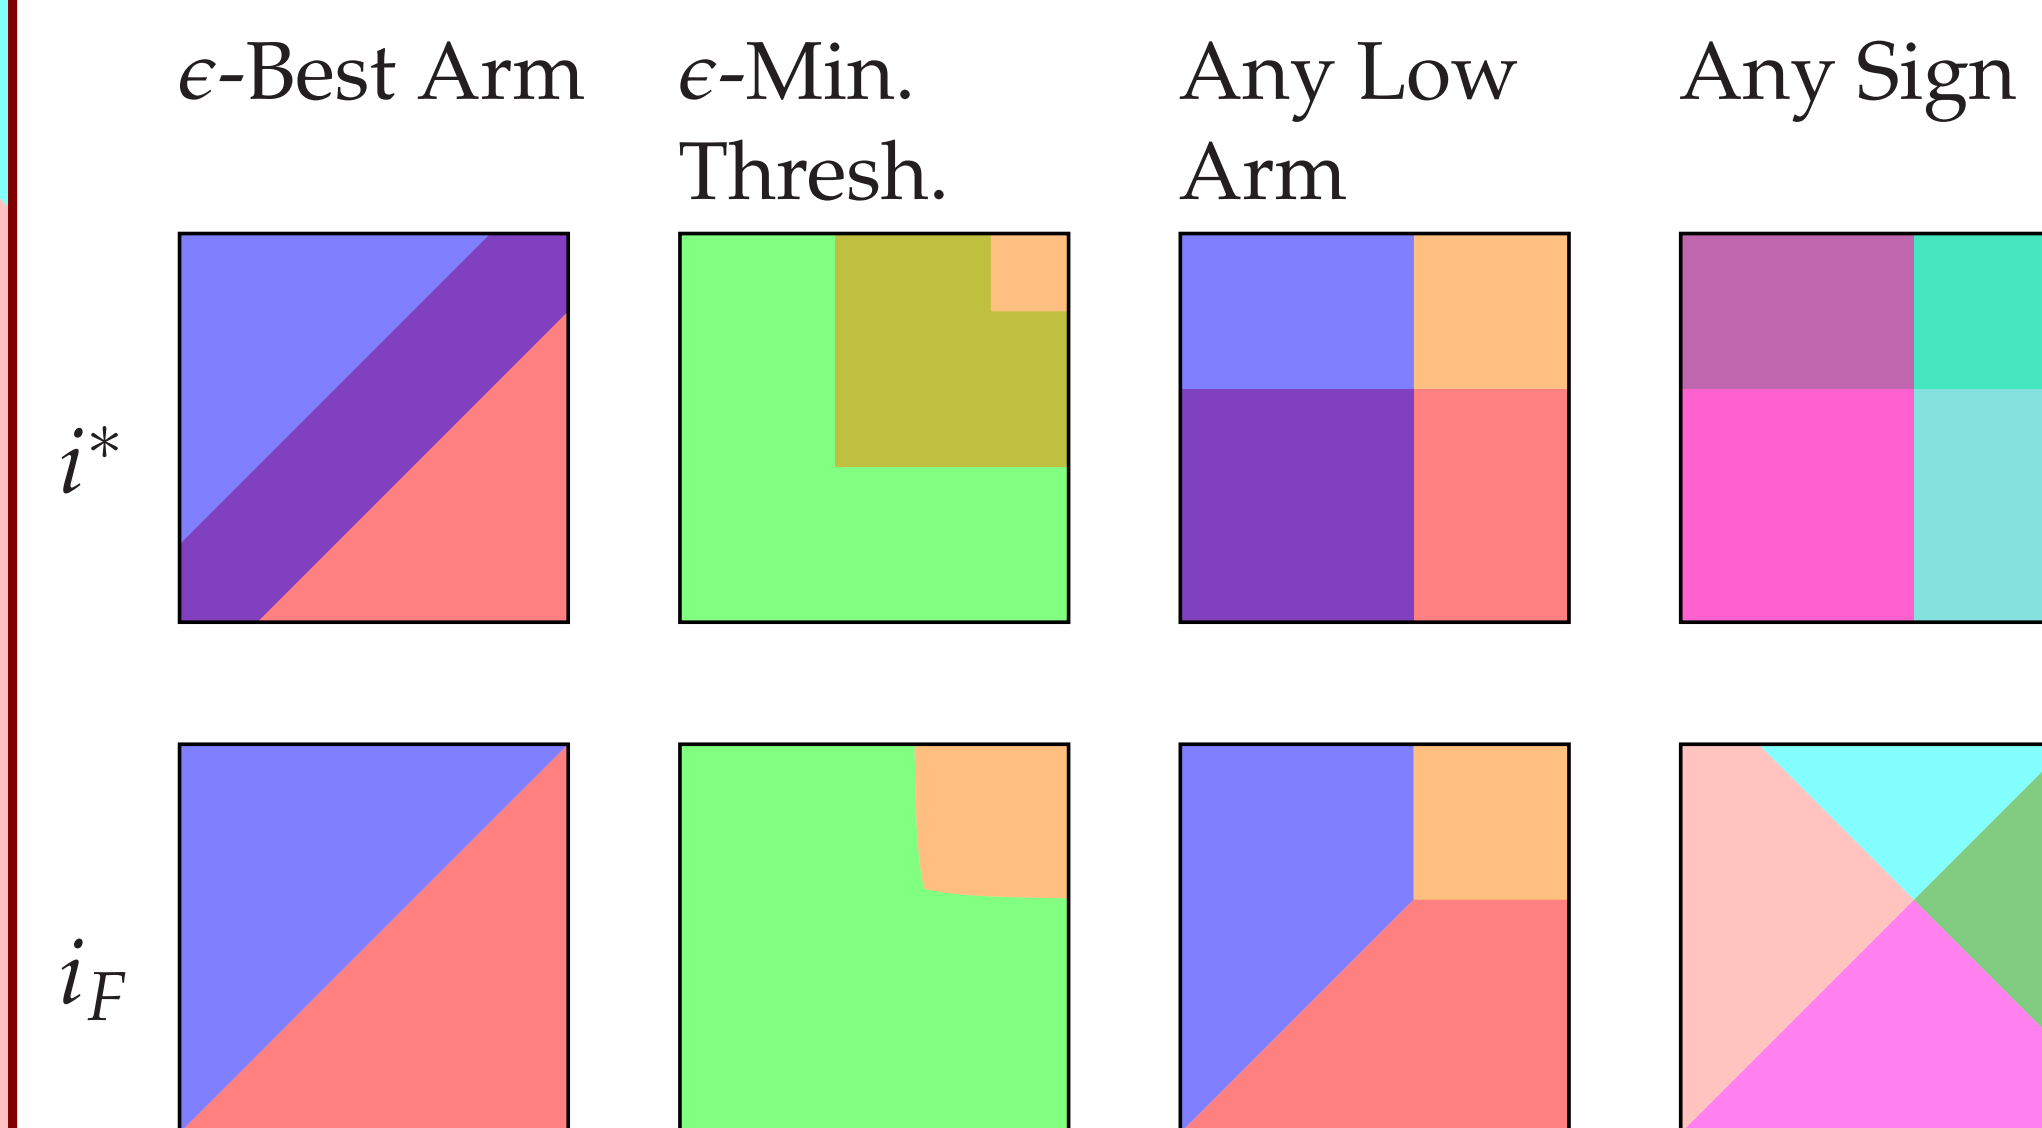 ϵ-Best Arm
ϵ-Min. Thresh.
Any Low Arm
Any Sign
i*
i_F